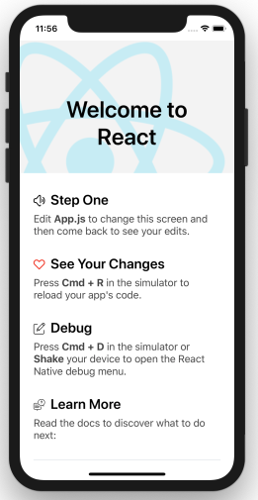 11:56
Welcome to
React
Step One
Edit App.js to change this screen and
then come back to see your edits.
See Your Changes
Press Cmd + R in the simulator to
reload your app's code.
Debug
Press Cmd + D in the simulator or
Shake your device to open the React
Native debug menu.
Learn More
Read the docs to discover what to do
next: